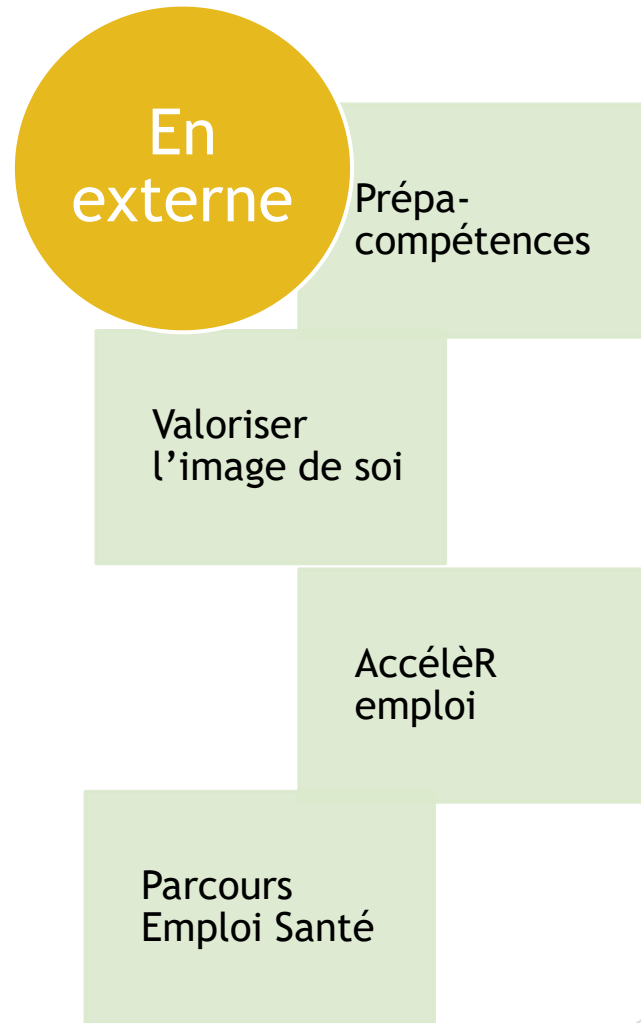 En
externe
Prépa-
compétences
Valoriser
l’image de soi
AccélèR
emploi
Parcours
Emploi Santé